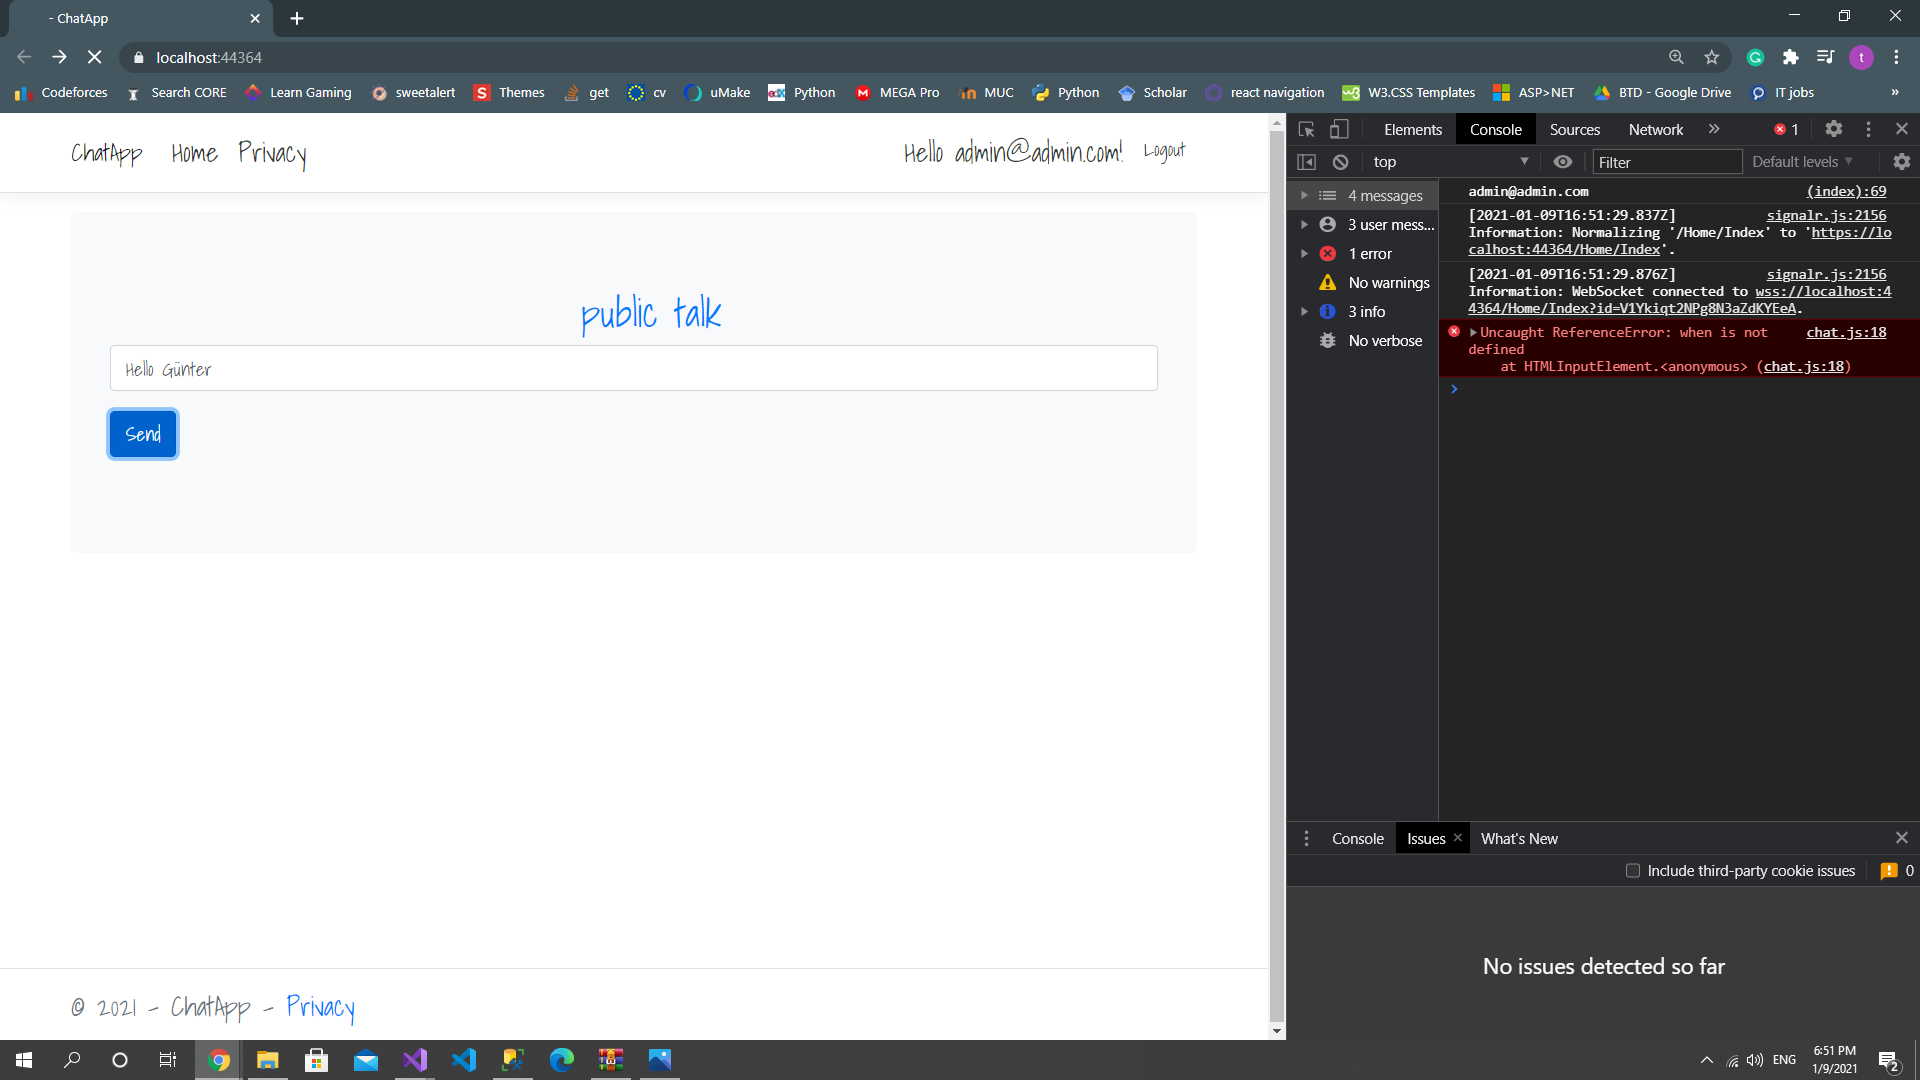 - ChatApp
localhost:44364
t
Codeforces Search CORE Learn Gaming sweetalert Themes get cv uMake Python MEGA Pro MUC Python Scholar react navigation W3.CSS Templates ASP>NET BTD - Google Drive IT jobs »
ChatApp Home Privacy Hello admin@admin.com! Logout
public talk
Hello Günter
Send
© 2021 - ChatApp - Privacy
Elements Console Sources Network » 1
top Filter Default levels
4 messages
3 user mess...
1 error
No warnings
3 info
No verbose
admin@admin.com (index):69
[2021-01-09T16:51:29.837Z] signalr.js:2156
Information: Normalizing '/Home/Index' to 'https://lo
calhost:44364/Home/Index'.
[2021-01-09T16:51:29.876Z] signalr.js:2156
Information: WebSocket connected to wss://localhost:4
4364/Home/Index?id=V1Ykiqt2NPg8N3aZdKYEeA.
Uncaught ReferenceError: when is not chat.js:18
defined
at HTMLInputElement.<anonymous> (chat.js:18)
Console Issues What's New
Include third-party cookie issues 0
No issues detected so far
ENG 6:51 PM
1/9/2021
2